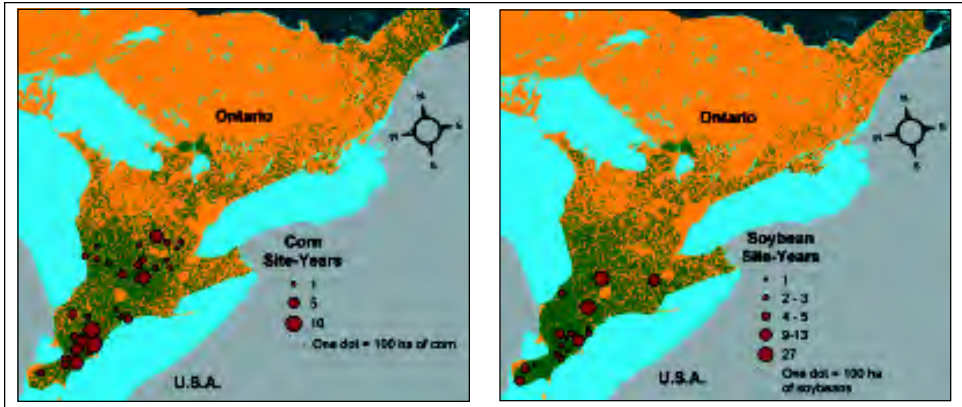 Ontario
Corn
Site-Years
1
5
10
One dot = 100 ha of corn
U.S.A.
Ontario
Soybean
Site-Years
1
2 - 3
4 - 5
9-13
27
One dot = 100 ha
of soybeans
U.S.A.